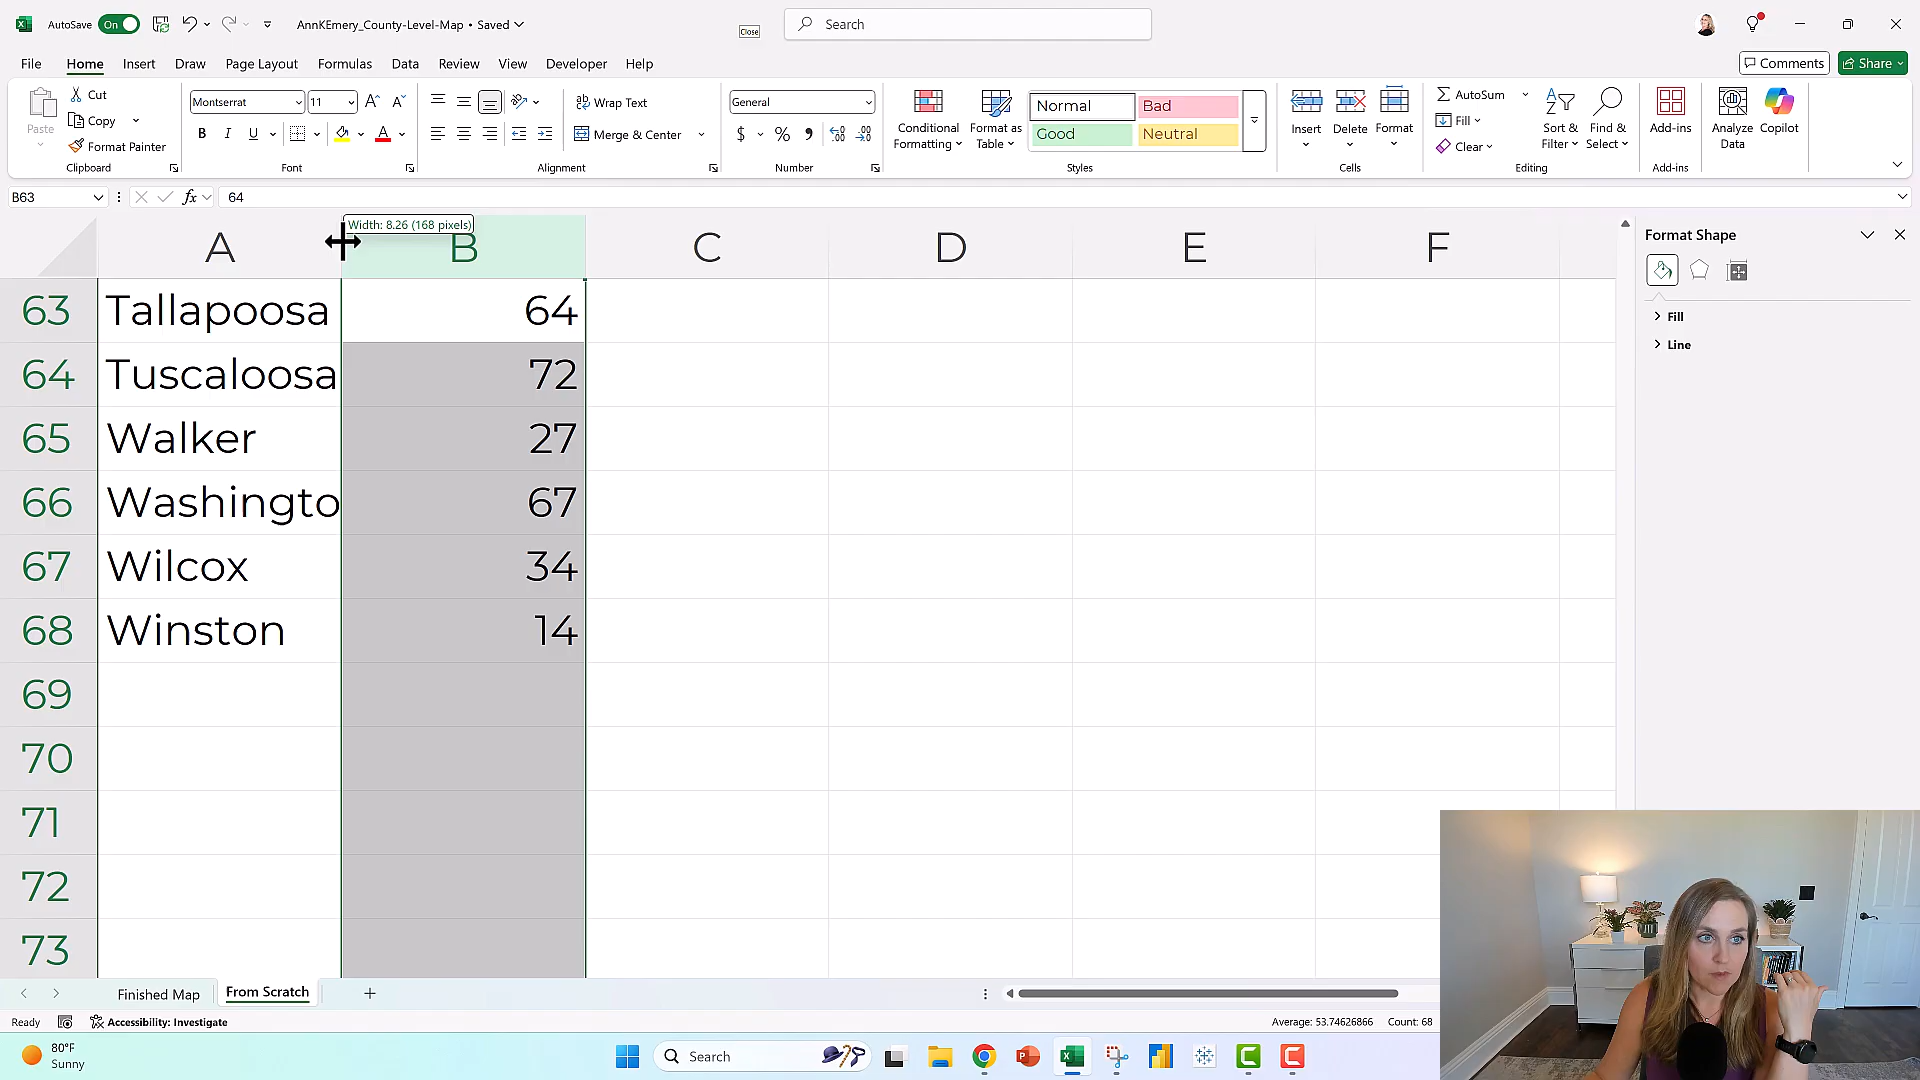 AutoSave On AnnKEmery_County-Level-Map • Saved Close Search
File Home Insert Draw Page Layout Formulas Data Review View Developer Help Comments Share
Paste Cut Copy Format Painter Clipboard
Montserrat 11 B I U A Font
ab Wrap Text Merge & Center Alignment
General $ % Number
Conditional Formatting Format as Table
Normal Bad Good Neutral Styles
Insert Delete Format Cells
AutoSum Fill Clear Sort & Filter Find & Select Editing
Add-ins Add-ins
Analyze Data Copilot
B63 fx 64
Width: 8.26 (168 pixels)
A B C D E F
63 Tallapoosa 64
64 Tuscaloosa 72
65 Walker 27
66 Washingto 67
67 Wilcox 34
68 Winston 14
69
70
71
72
73
Format Shape
Fill
Line
Finished Map From Scratch
Ready Accessibility: Investigate Average: 53.74626866 Count: 68
80°F
Sunny
Search